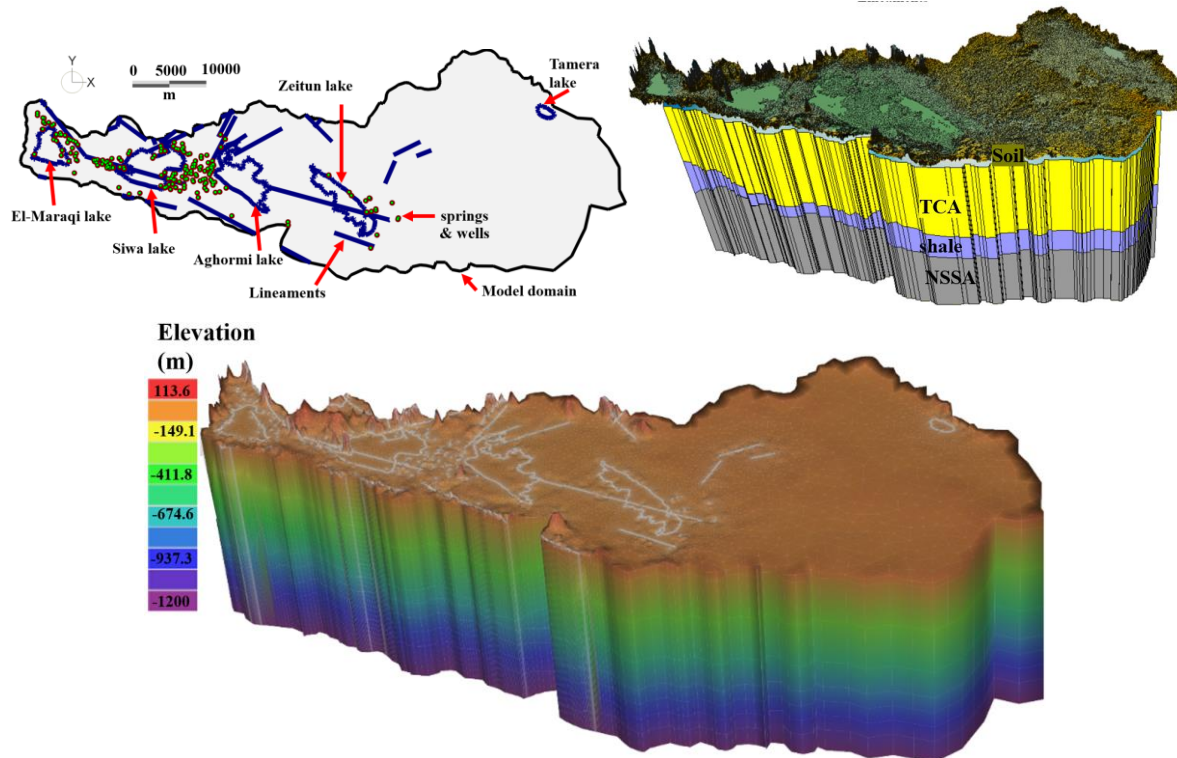 Y
X
0 5000 10000
m
Zeitun lake
Tamera
lake
El-Maraqi lake
Siwa lake
Aghormi lake
springs
& wells
Lineaments
Model domain
Soil
TCA
shale
NSSA
Elevation
(m)
113.6
-149.1
-411.8
-674.6
-937.3
-1200